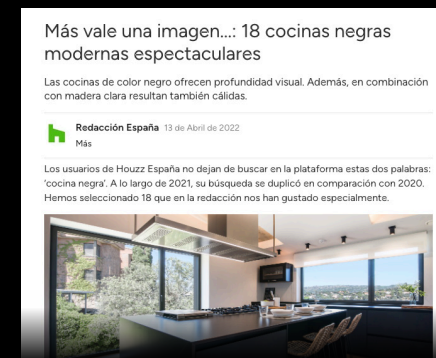 Más vale una imagen...: 18 cocinas negras
modernas espectaculares
Las cocinas de color negro ofrecen profundidad visual. Además, en combinación
con madera clara resultan también cálidas.
Redacción España 13 de Abril de 2022
Más
Los usuarios de Houzz España no dejan de buscar en la plataforma estas dos palabras:
'cocina negra'. A lo largo de 2021, su búsqueda se duplicó en comparación con 2020.
Hemos seleccionado 18 que en la redacción nos han gustado especialmente.